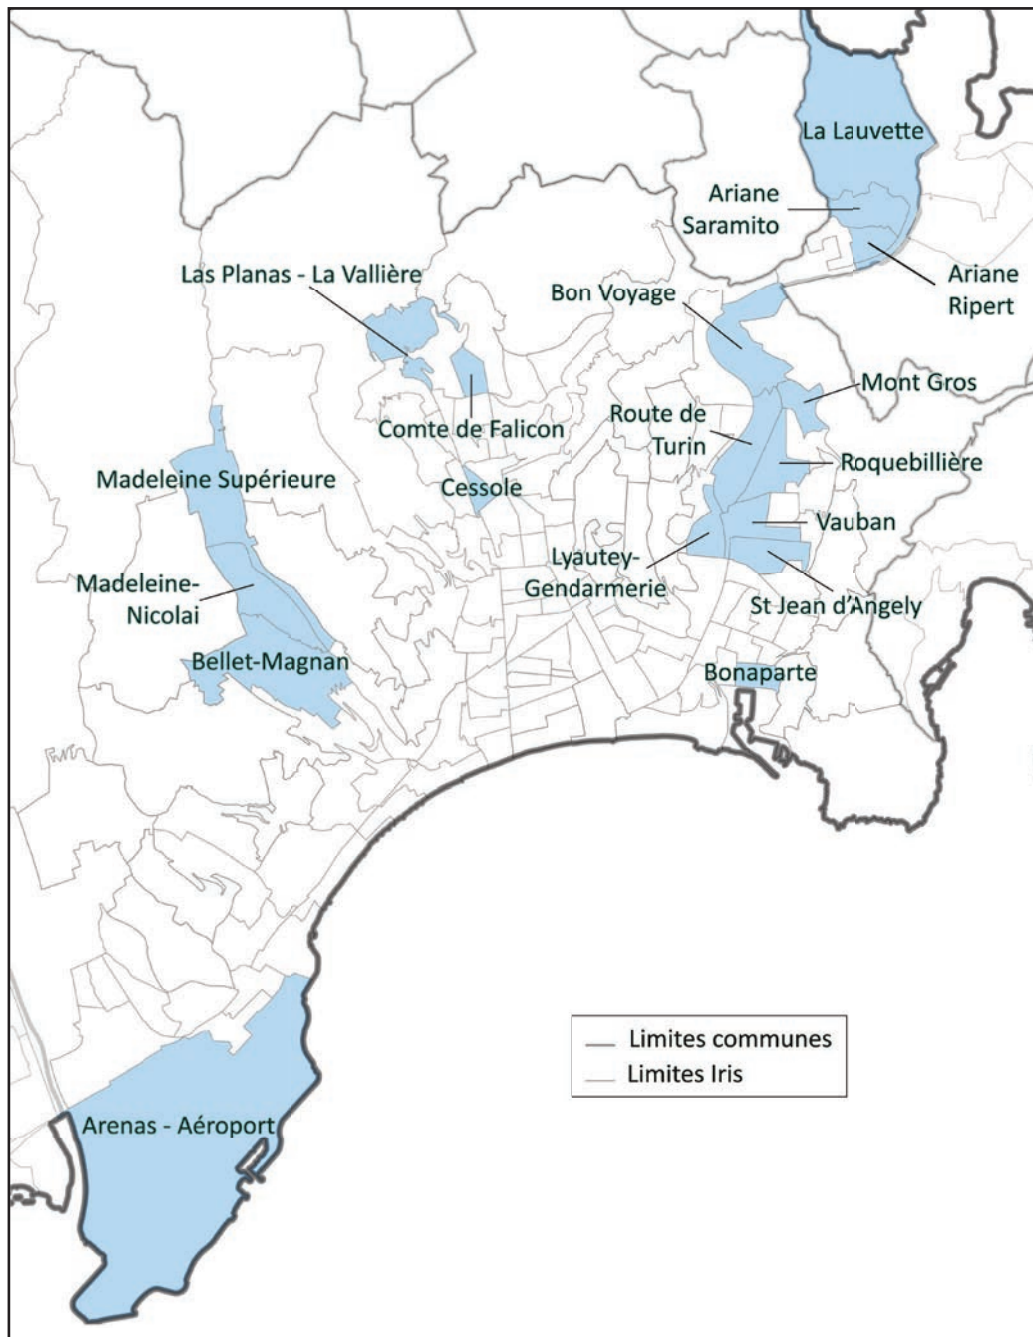 La Lauvette
Ariane
Saramito
Las Planas - La Vallière
Bon Voyage
Ariane
Ripert
Mont Gros
Comte de Falicon
Route de
Turin
Madeleine Supérieure
Cessole
Roquebillière
Vauban
Madeleine-
Nicolai
Lyautey-
Gendarmerie
St Jean d'Angely
Bellet-Magnan
Bonaparte
Limites communes
Limites Iris
Arenas - Aéroport